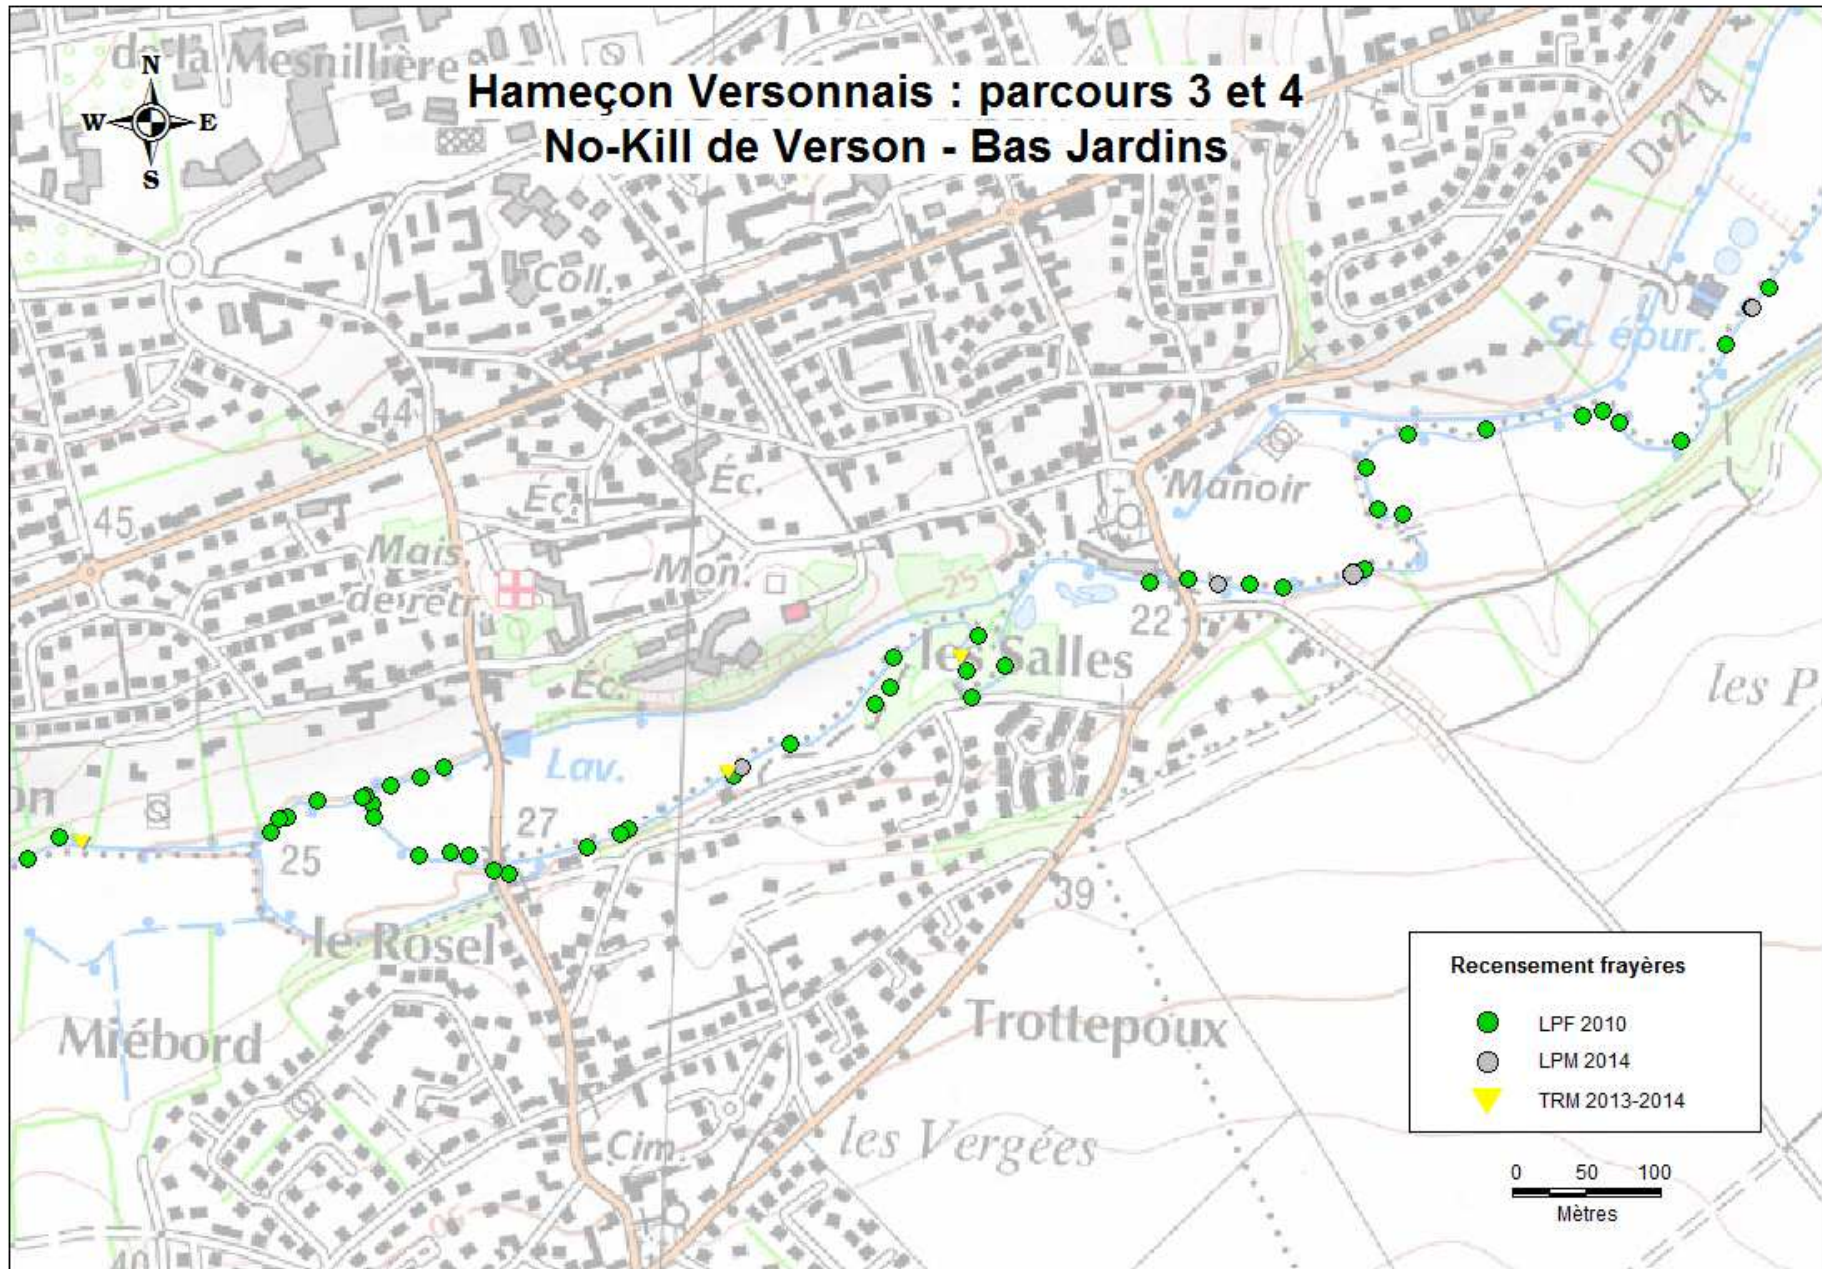 de la Mesnillière
N
W E
S
Hameçon Versonnais : parcours 3 et 4
No-Kill de Verson - Bas Jardins
D 214
Coll.
St. épur.
44
Éc.
Manoir
45
Éc.
Mais.
de retr.
Mon.
25
22
les Salles
les P
Éc.
Lav.
on
27
25
39
le Rosel
Miébord
Trottepoux
les Vergées
Cim.
40
Recensement frayères
LPF 2010
LPM 2014
TRM 2013-2014
0 50 100
Mètres